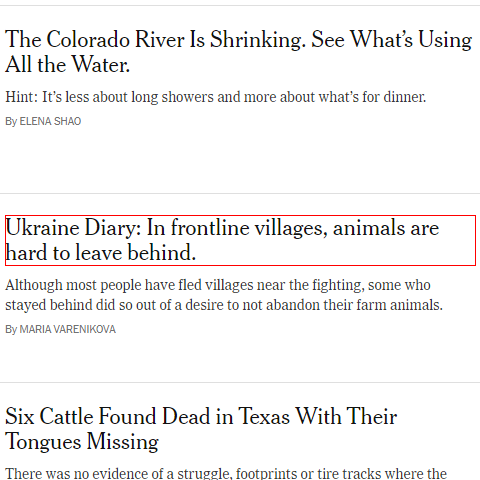 The Colorado River Is Shrinking. See What’s Using
All the Water.
Hint: It’s less about long showers and more about what’s for dinner.
By ELENA SHAO
Ukraine Diary: In frontline villages, animals are
hard to leave behind.
Although most people have fled villages near the fighting, some who
stayed behind did so out of a desire to not abandon their farm animals.
By MARIA VARENIKOVA
Six Cattle Found Dead in Texas With Their
Tongues Missing
There was no evidence of a struggle, footprints or tire tracks where the